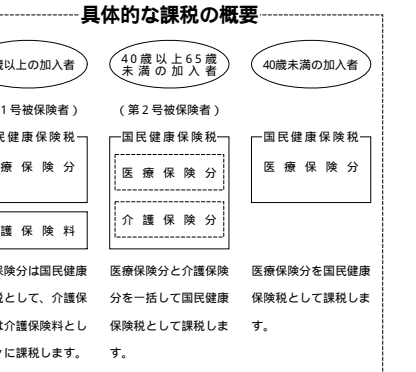 具体的な課税の概要
歳以上の加入者
(1号被保険者)
民健康保険税
療保険分
護保険料
保険分は国民健康
税として、介護保
は介護保険料とし
々に課税します。
40歳以上65歳
未満の加入者
(第2号被保険者)
国民健康保険税
医療保険分
介護保険分
医療保険分と介護保険
分を一括して国民健康
保険税として課税しま
す。
40歳未満の加入者
国民健康保険税
医療保険分
医療保険分を国民健康
保険税として課税しま
す。